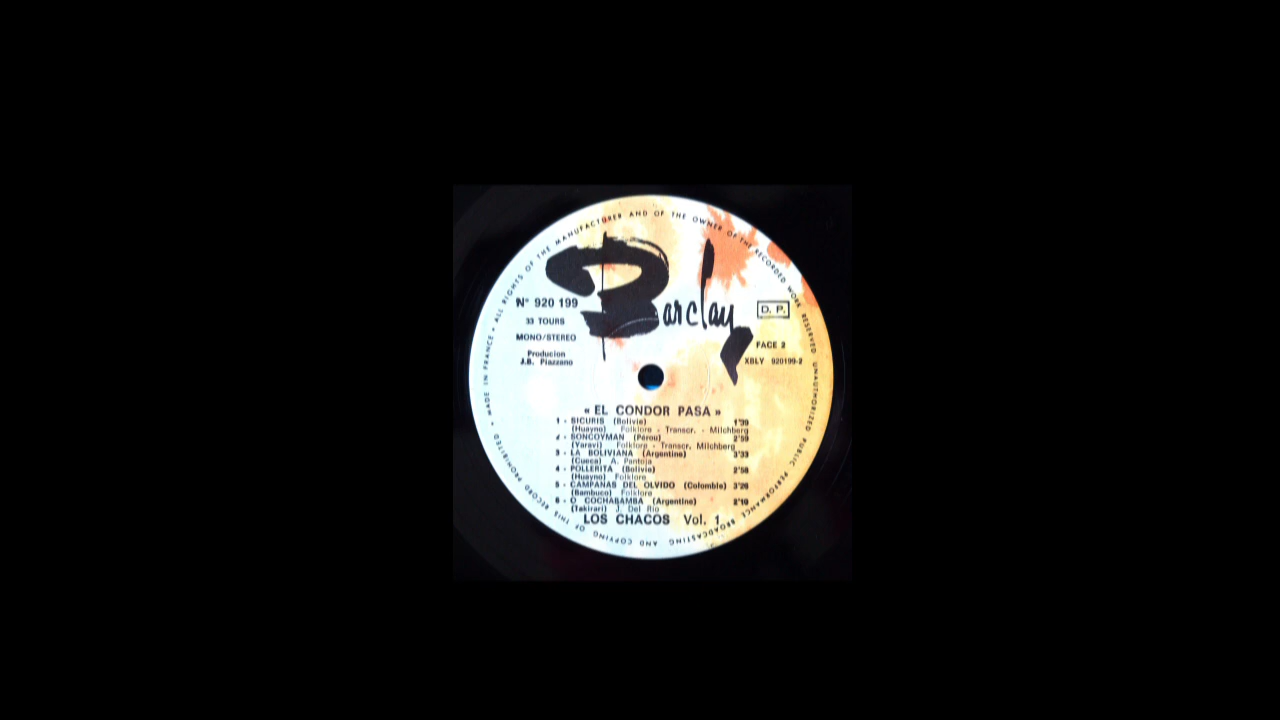 ALL RIGHTS OF THE MANUFACTURER AND OF THE OWNER OF THE RECORDED WORK RESERVED UNAUTHORIZED PUBLIC PERFORMANCE BROADCASTING AND COPYING OF THIS RECORD PROHIBITED • MADE IN FRANCE •
Barclay
N° 920 199
D. P.
33 TOURS
MONO/STEREO
FACE 2
Producion
J.B. Piazzano
XBLY 920199-2
« EL CONDOR PASA »
1 - SICURIS (Bolivie) 1'39
(Huayno) Folklore - Transcr. - Milchberg
2 - SONCOYMAN (Pérou) 2'59
(Yaravi) Folklore - Transcr. Milchberg
3 - LA BOLIVIANA (Argentine) 3'33
(Cueca) A. Pantoja
4 - POLLERITA (Bolivie) 2'58
(Huayno) Folklore
5 - CAMPANAS DEL OLVIDO (Colombie) 3'26
(Bambuco) Folklore
6 - O COCHABAMBA (Argentine) 2'19
(Takirari) J. Del Rio
LOS CHACOS Vol. 1